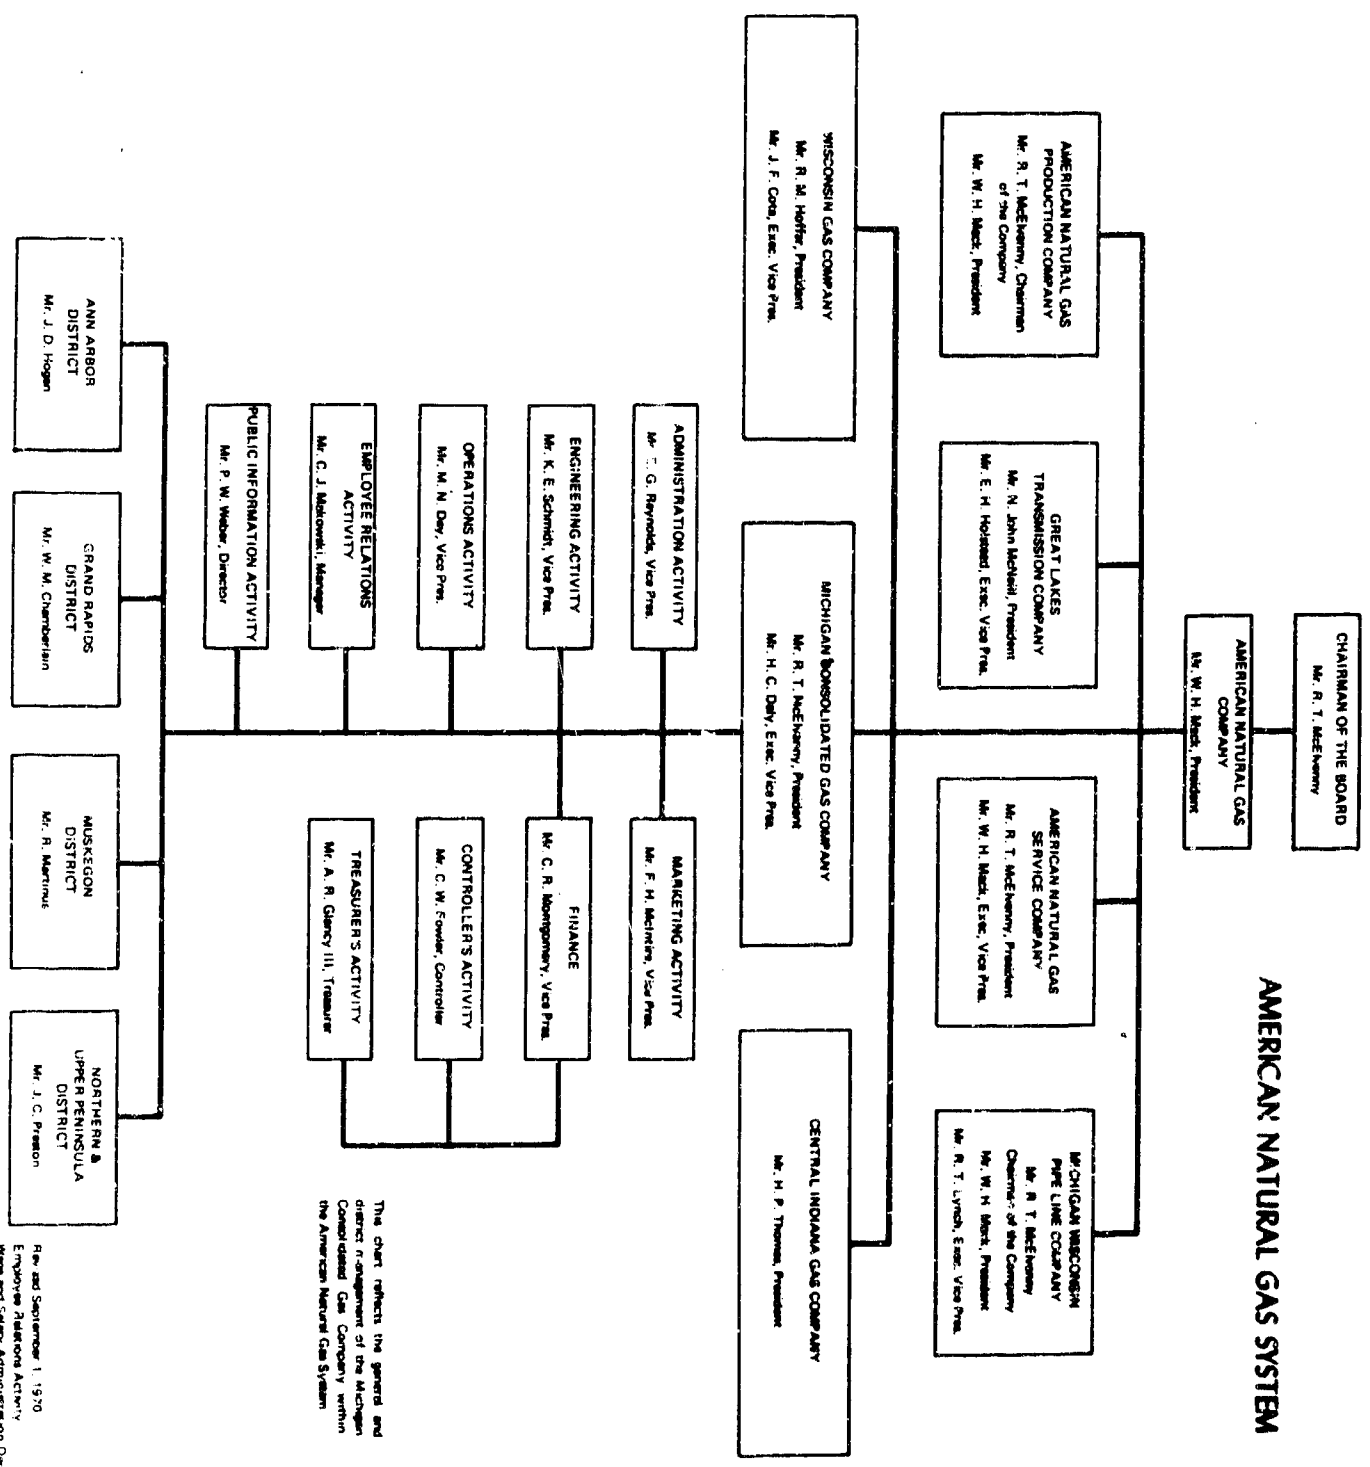 AMERICAN NATURAL GAS SYSTEM
CHAIRMAN OF THE BOARD
Mr. R. T. McElvenny
AMERICAN NATURAL GAS
COMPANY
Mr. W. H. Mack, President
AMERICAN NATURAL GAS
PRODUCTION COMPANY
Mr. R. T. McElvenny, Chairman
of the Company
Mr. W. H. Mack, President
GREAT LAKES
TRANSMISSION COMPANY
Mr. N. John McNeill, President
Mr. E. H. Holstead, Exec. Vice Pres.
AMERICAN NATURAL GAS
SERVICE COMPANY
Mr. R. T. McElvenny, President
Mr. W. H. Mack, Exec, Vice Pres.
MICHIGAN WISCONSIN
PIPE LINE COMPANY
Mr. R. T. McElvenny
Chairman of the Company
Mr. W. H. Mack, President
Mr. R. T. Lynch, Exec. Vice Pres.
WISCONSIN GAS COMPANY
Mr. R. M. Hoffer, President
Mr. J. F. Cota, Exec. Vice Pres.
MICHIGAN CONSOLIDATED GAS COMPANY
Mr. R. T. McElvenny, President
Mr. H. C. Daly, Exec. Vice Pres.
CENTRAL INDIANA GAS COMPANY
Mr. H. P. Thomas, President
ADMINISTRATION ACTIVITY
Mr. G. Reynolds, Vice Pres.
MARKETING ACTIVITY
Mr. F. H. McIntire, Vice Pres.
ENGINEERING ACTIVITY
Mr. K. E. Schmidt, Vice Pres.
FINANCE
Mr. C. R. Montgomery, Vice Pres.
OPERATIONS ACTIVITY
Mr. M. N. Day, Vice Pres.
CONTROLLER'S ACTIVITY
Mr. C. W. Fowler, Controller
EMPLOYEE RELATIONS
ACTIVITY
Mr. C. J. Makowski, Manager
TREASURER'S ACTIVITY
Mr. A. R. Glancy III, Treasurer
PUBLIC INFORMATION ACTIVITY
Mr. P. W. Weber, Director
This chart reflects the general and
district management of the Michigan
Consolidated Gas Company within
the American Natural Gas System
ANN ARBOR
DISTRICT
Mr. J. D. Hogan
GRAND RAPIDS
DISTRICT
Mr. W. M. Chamberlain
MUSKEGON
DISTRICT
Mr. R. Martinus
NORTHERN &
UPPER PENINSULA
DISTRICT
Mr. J. C. Preston
Revised September 1, 1970
Employee Relations Activity
Wage and Salary Administration